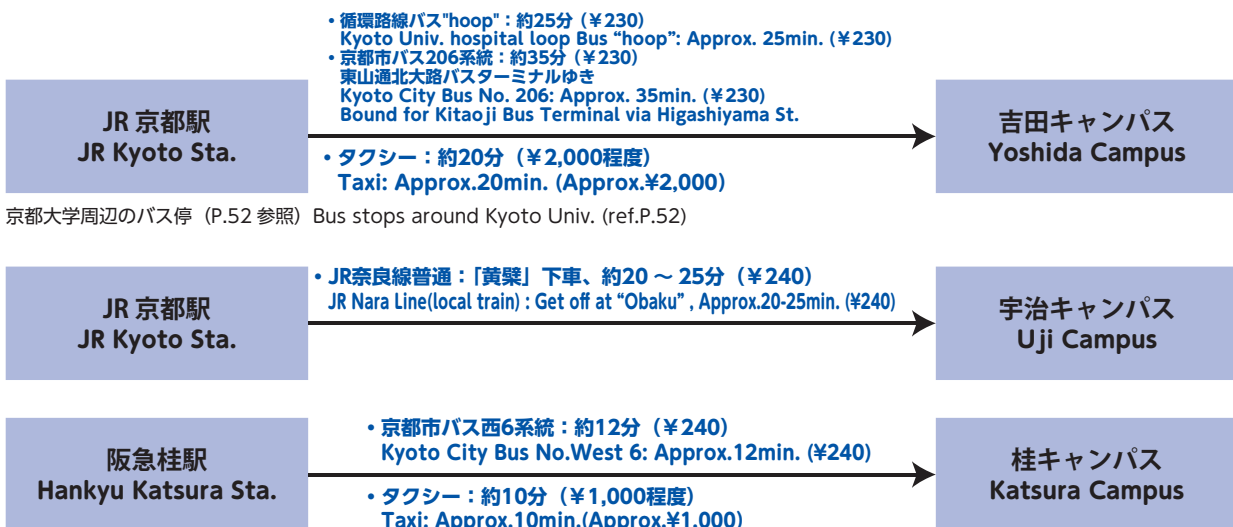 • 循環路線バス"hoop"：約25分（¥230）
Kyoto Univ. hospital loop Bus “hoop”: Approx. 25min. (¥230)
• 京都市バス206系統：約35分（¥230）
東山通北大路バスターミナルゆき
Kyoto City Bus No. 206: Approx. 35min. (¥230)
Bound for Kitaoji Bus Terminal via Higashiyama St.
JR 京都駅
JR Kyoto Sta.
吉田キャンパス
Yoshida Campus
• タクシー：約20分（¥2,000程度）
Taxi: Approx.20min. (Approx.¥2,000)
京都大学周辺のバス停（P.52 参照）Bus stops around Kyoto Univ. (ref.P.52)
• JR奈良線普通：「黄檗」下車、約20 ～ 25分（¥240）
JR Nara Line(local train) : Get off at “Obaku” , Approx.20-25min. (¥240)
JR 京都駅
JR Kyoto Sta.
宇治キャンパス
Uji Campus
• 京都市バス西6系統：約12分（¥240）
Kyoto City Bus No.West 6: Approx.12min. (¥240)
阪急桂駅
Hankyu Katsura Sta.
桂キャンパス
Katsura Campus
• タクシー：約10分（¥1,000程度）
Taxi: Approx.10min.(Approx.¥1,000)